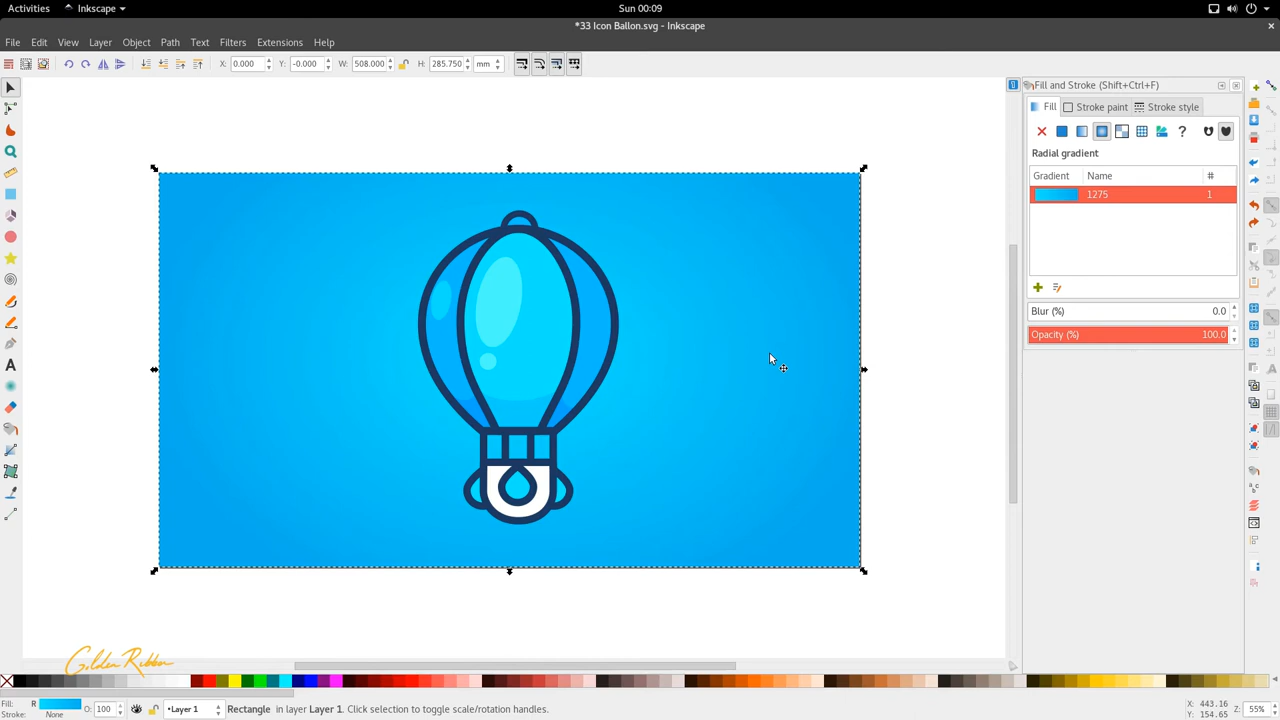 Activities Inkscape Sun 00:09
*33 Icon Ballon.svg - Inkscape
File Edit View Layer Object Path Text Filters Extensions Help
X: 0.000 Y: -0.000 W: 508.000 H: 285.750 mm
Fill and Stroke (Shift+Ctrl+F)
Fill Stroke paint Stroke style
Radial gradient
Gradient Name #
1275 1
Blur (%) 0.0
Opacity (%) 100.0
Golden Ribbon
Fill: R O: 100 •Layer 1 Rectangle in layer Layer 1. Click selection to toggle scale/rotation handles. X: 443.16 Z: 55%
Stroke: None Y: 154.65